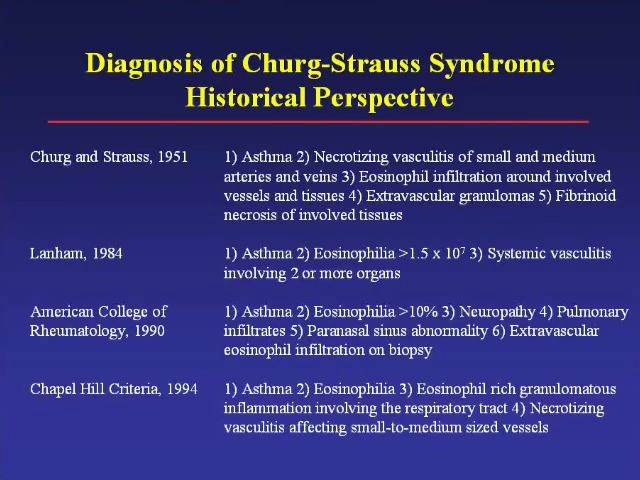 Diagnosis of Churg-Strauss Syndrome
Historical Perspective
Churg and Strauss, 1951
1) Asthma 2) Necrotizing vasculitis of small and medium
arteries and veins 3) Eosinophil infiltration around involved
vessels and tissues 4) Extravascular granulomas 5) Fibrinoid
necrosis of involved tissues
Lanham, 1984
1) Asthma 2) Eosinophilia >1.5 x 10⁷ 3) Systemic vasculitis
involving 2 or more organs
American College of
Rheumatology, 1990
1) Asthma 2) Eosinophilia >10% 3) Neuropathy 4) Pulmonary
infiltrates 5) Paranasal sinus abnormality 6) Extravascular
eosinophil infiltration on biopsy
Chapel Hill Criteria, 1994
1) Asthma 2) Eosinophilia 3) Eosinophil rich granulomatous
inflammation involving the respiratory tract 4) Necrotizing
vasculitis affecting small-to-medium sized vessels